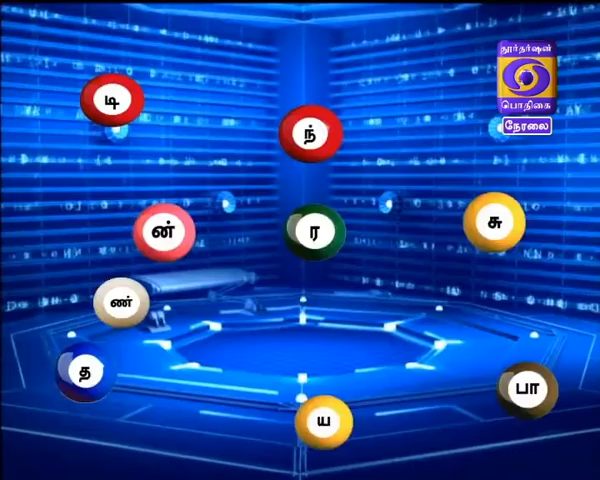 தூர்தர்ஷன்
பொதிகை
நேரலை
டி
ந்
ன்
ர
சு
ண்
த
ய
பா